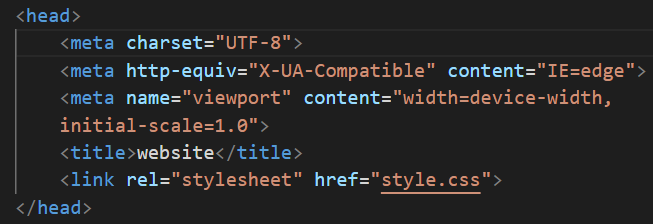 <head>
<meta charset="UTF-8">
<meta http-equiv="X-UA-Compatible" content="IE=edge">
<meta name="viewport" content="width=device-width,
initial-scale=1.0">
<title>website</title>
<link rel="stylesheet" href="style.css">
</head>